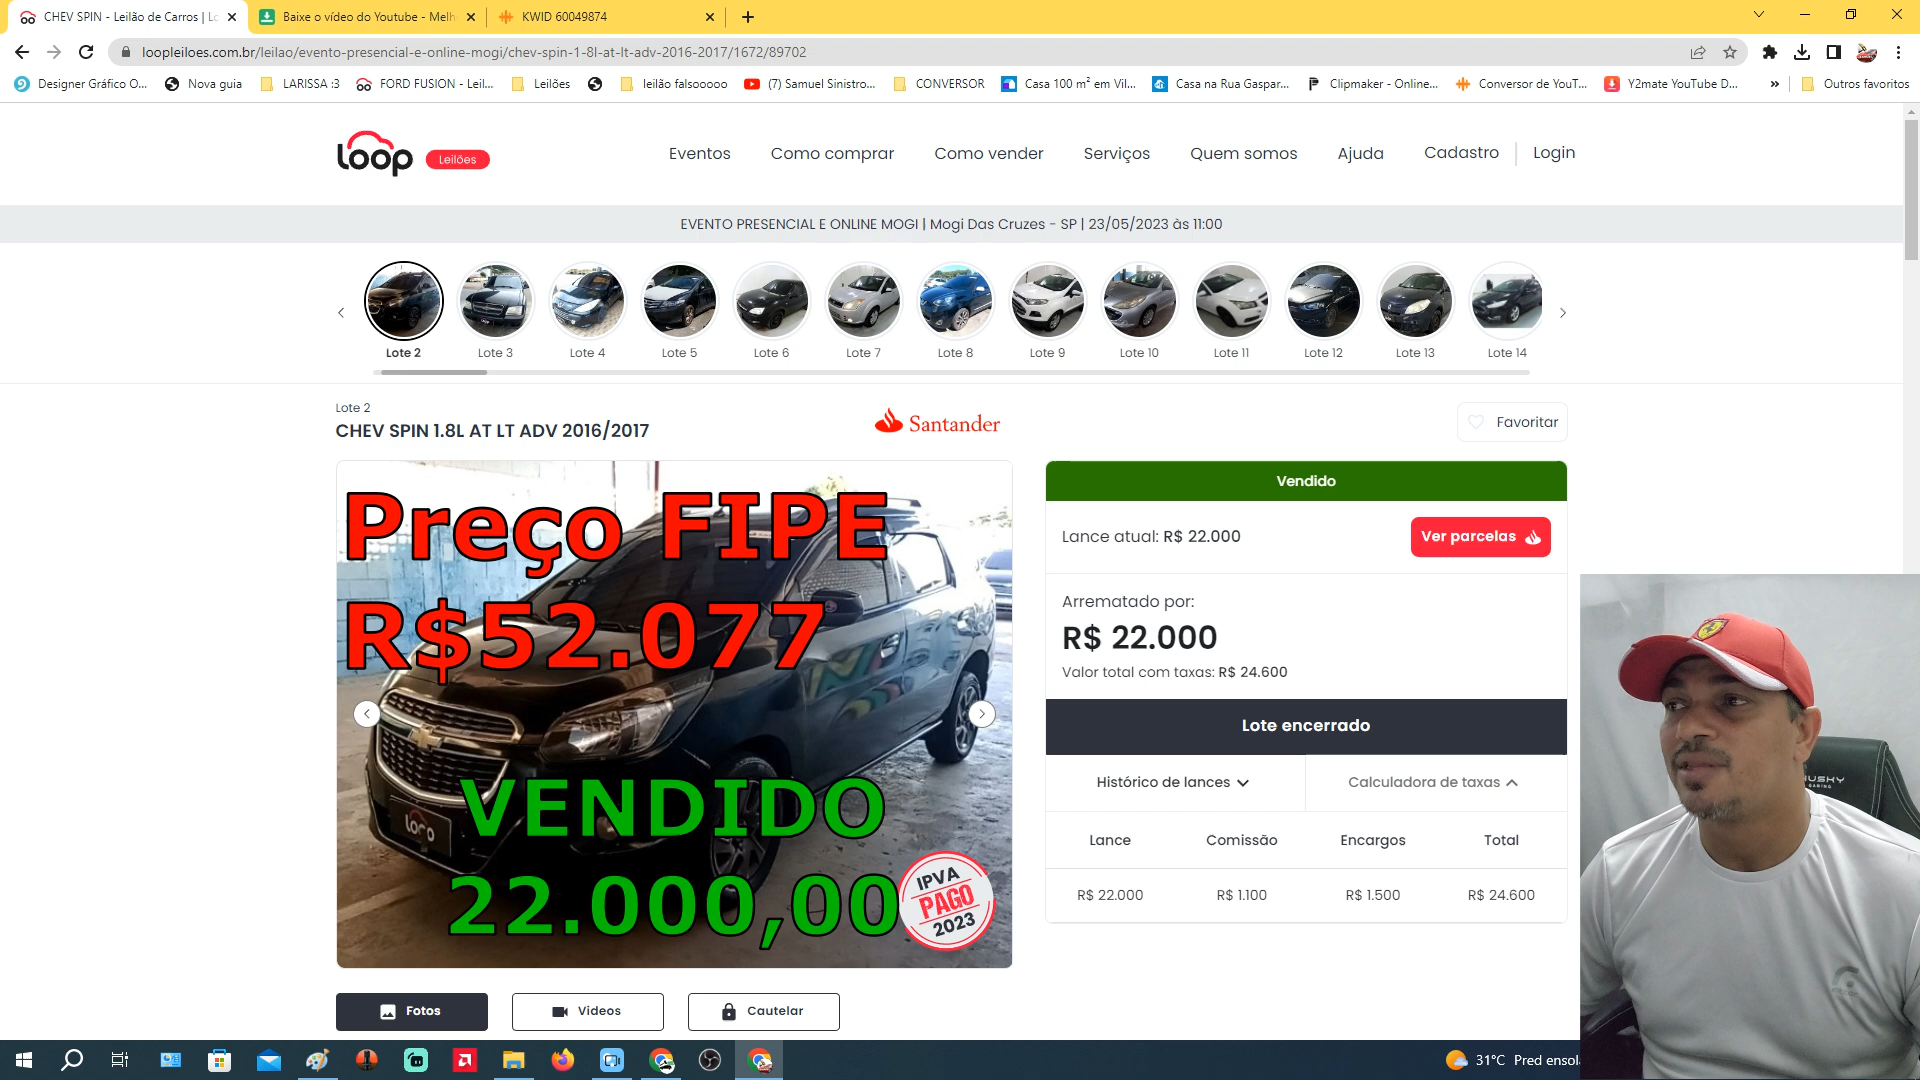 CHEV SPIN - Leilão de Carros | Lo
Baixe o vídeo do Youtube - Melh
KWID 60049874
loopleiloes.com.br/leilao/evento-presencial-e-online-mogi/chev-spin-1-8l-at-lt-adv-2016-2017/1672/89702
Designer Gráfico O...
Nova guia
LARISSA :3
FORD FUSION - Leil...
Leilões
leilão falsooooo
(7) Samuel Sinistro...
CONVERSOR
Casa 100 m² em Vil...
Casa na Rua Gaspar...
Clipmaker - Online...
Conversor de YouT...
Y2mate YouTube D...
»
Outros favoritos
loop Leilões
Eventos
Como comprar
Como vender
Serviços
Quem somos
Ajuda
Cadastro
Login
EVENTO PRESENCIAL E ONLINE MOGI | Mogi Das Cruzes - SP | 23/05/2023 às 11:00
Lote 2
Lote 3
Lote 4
Lote 5
Lote 6
Lote 7
Lote 8
Lote 9
Lote 10
Lote 11
Lote 12
Lote 13
Lote 14
Lote 2
CHEV SPIN 1.8L AT LT ADV 2016/2017
Santander
Favoritar
Preço FIPE
R$52.077
VENDIDO
22.000,00
loop
IPVA
PAGO
2023
Vendido
Lance atual: R$ 22.000
Ver parcelas
Arrematado por:
R$ 22.000
Valor total com taxas: R$ 24.600
Lote encerrado
Histórico de lances
Calculadora de taxas
Lance
Comissão
Encargos
Total
R$ 22.000
R$ 1.100
R$ 1.500
R$ 24.600
Fotos
Videos
Cautelar
HUSKY
GAMING
31°C Pred ensola